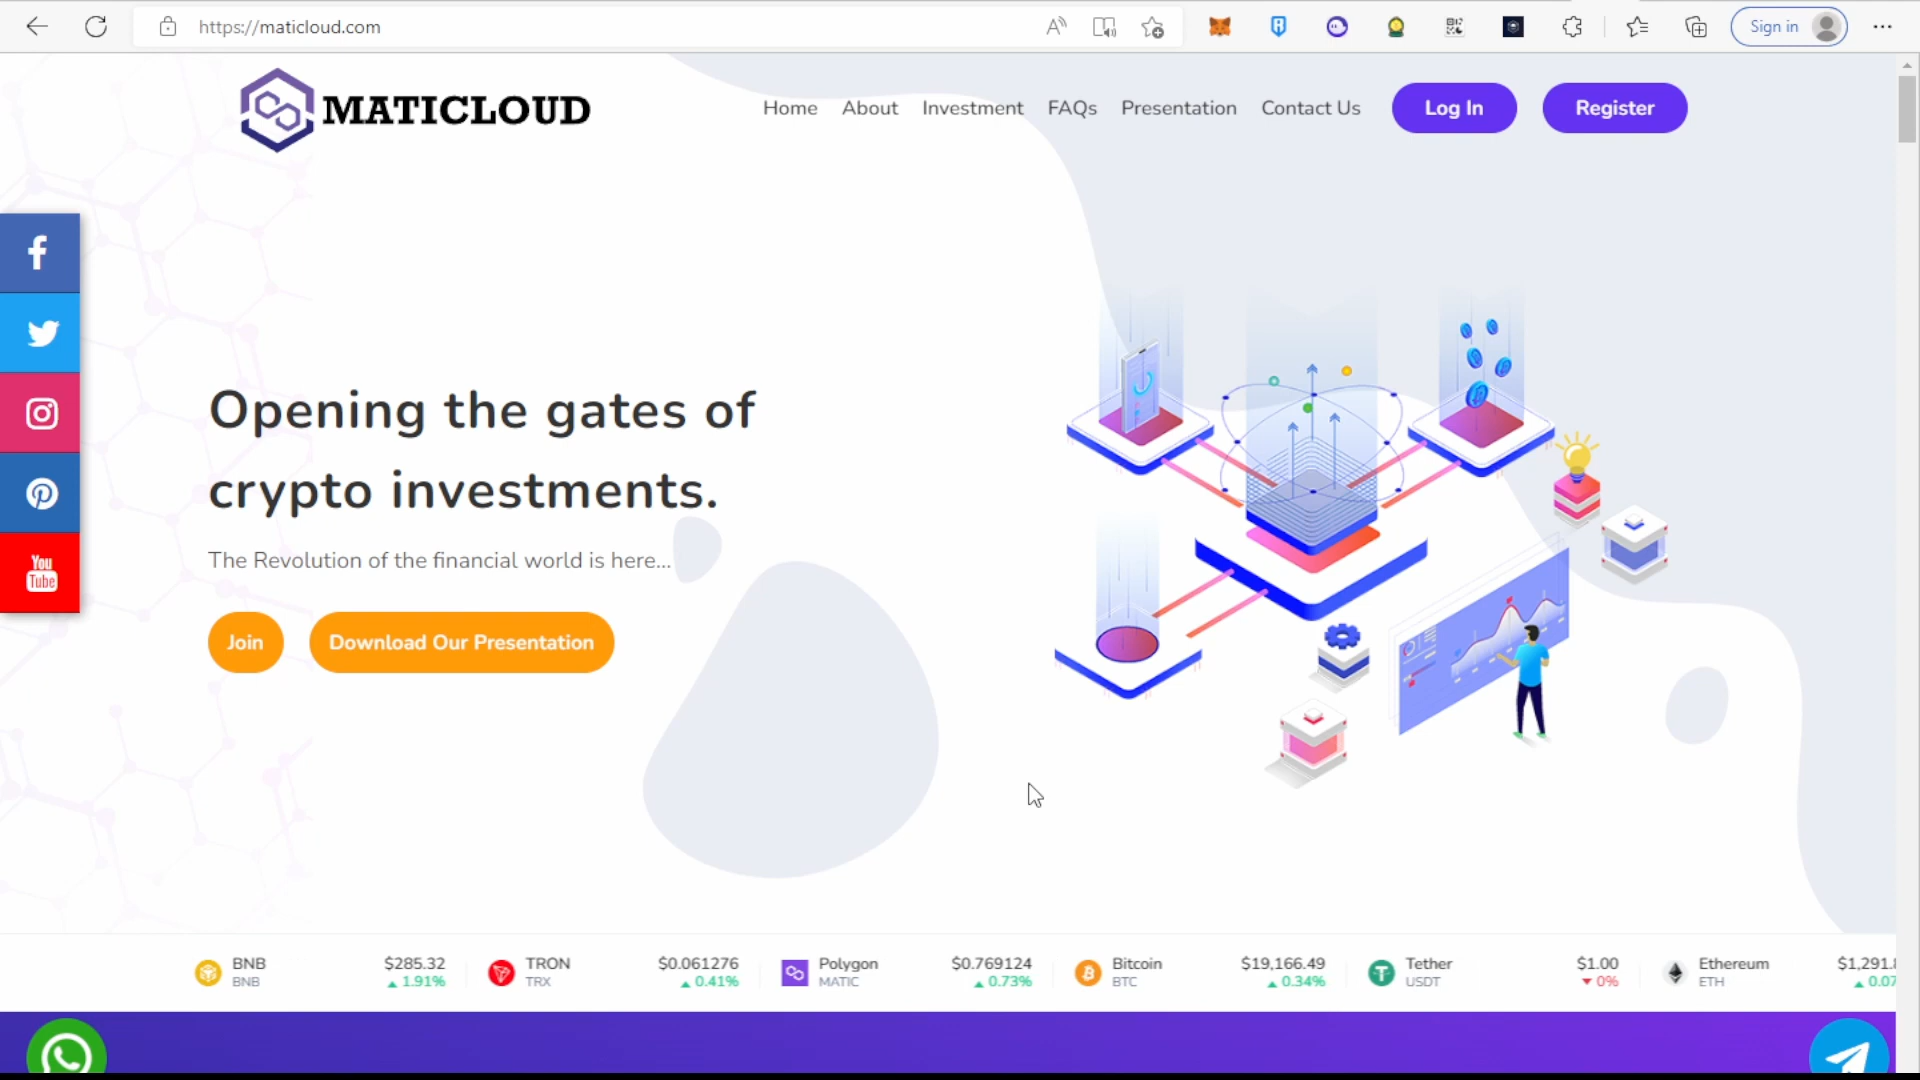 https://maticloud.com
Sign in
MATICLOUD
Home About Investment FAQs Presentation Contact Us Log In Register
You
Tube
Opening the gates of
crypto investments.
The Revolution of the financial world is here...
Join Download Our Presentation
BNB $285.32 TRON $0.061276 Polygon $0.769124 Bitcoin $19,166.49 Tether $1.00 Ethereum
BNB 1.91% TRX 0.41% MATIC 0.73% BTC 0.34% USDT 0% ETH